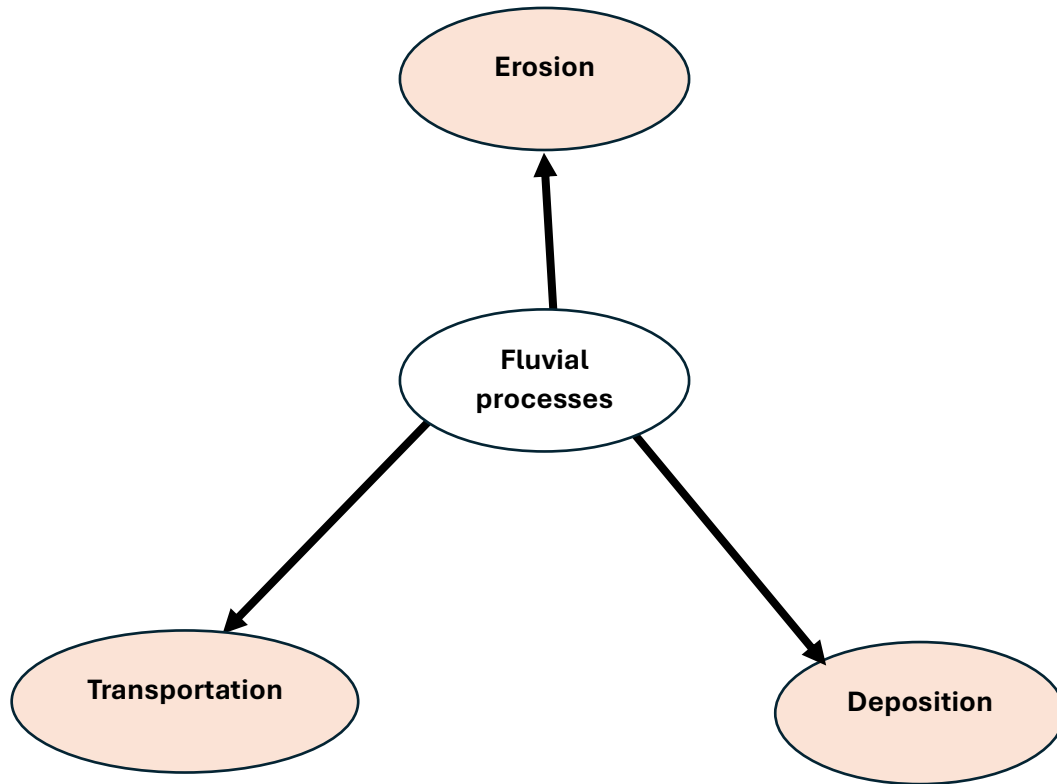 Erosion
Fluvial
processes
Transportation
Deposition